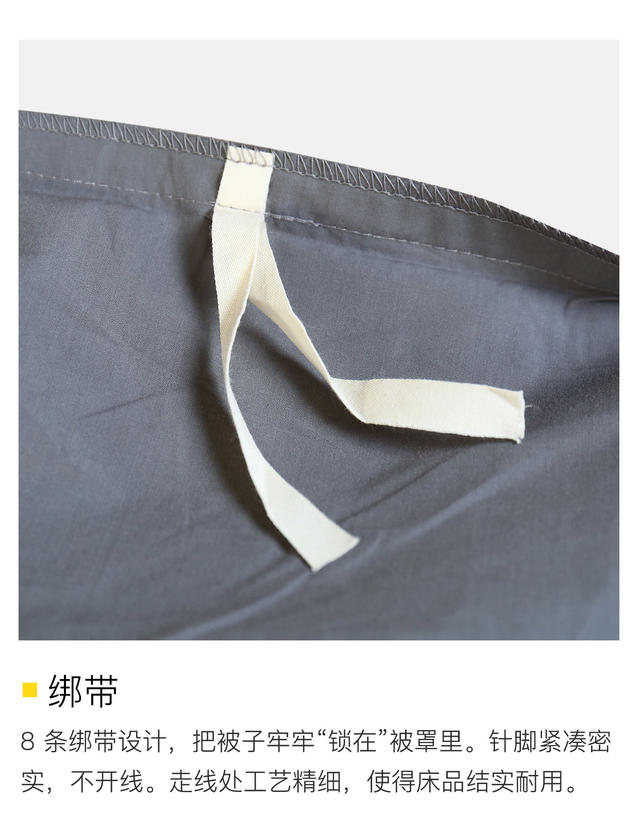 绑带
8 条绑带设计，把被子牢牢“锁在”被罩里。针脚紧凑密
实，不开线。走线处工艺精细，使得床品结实耐用。